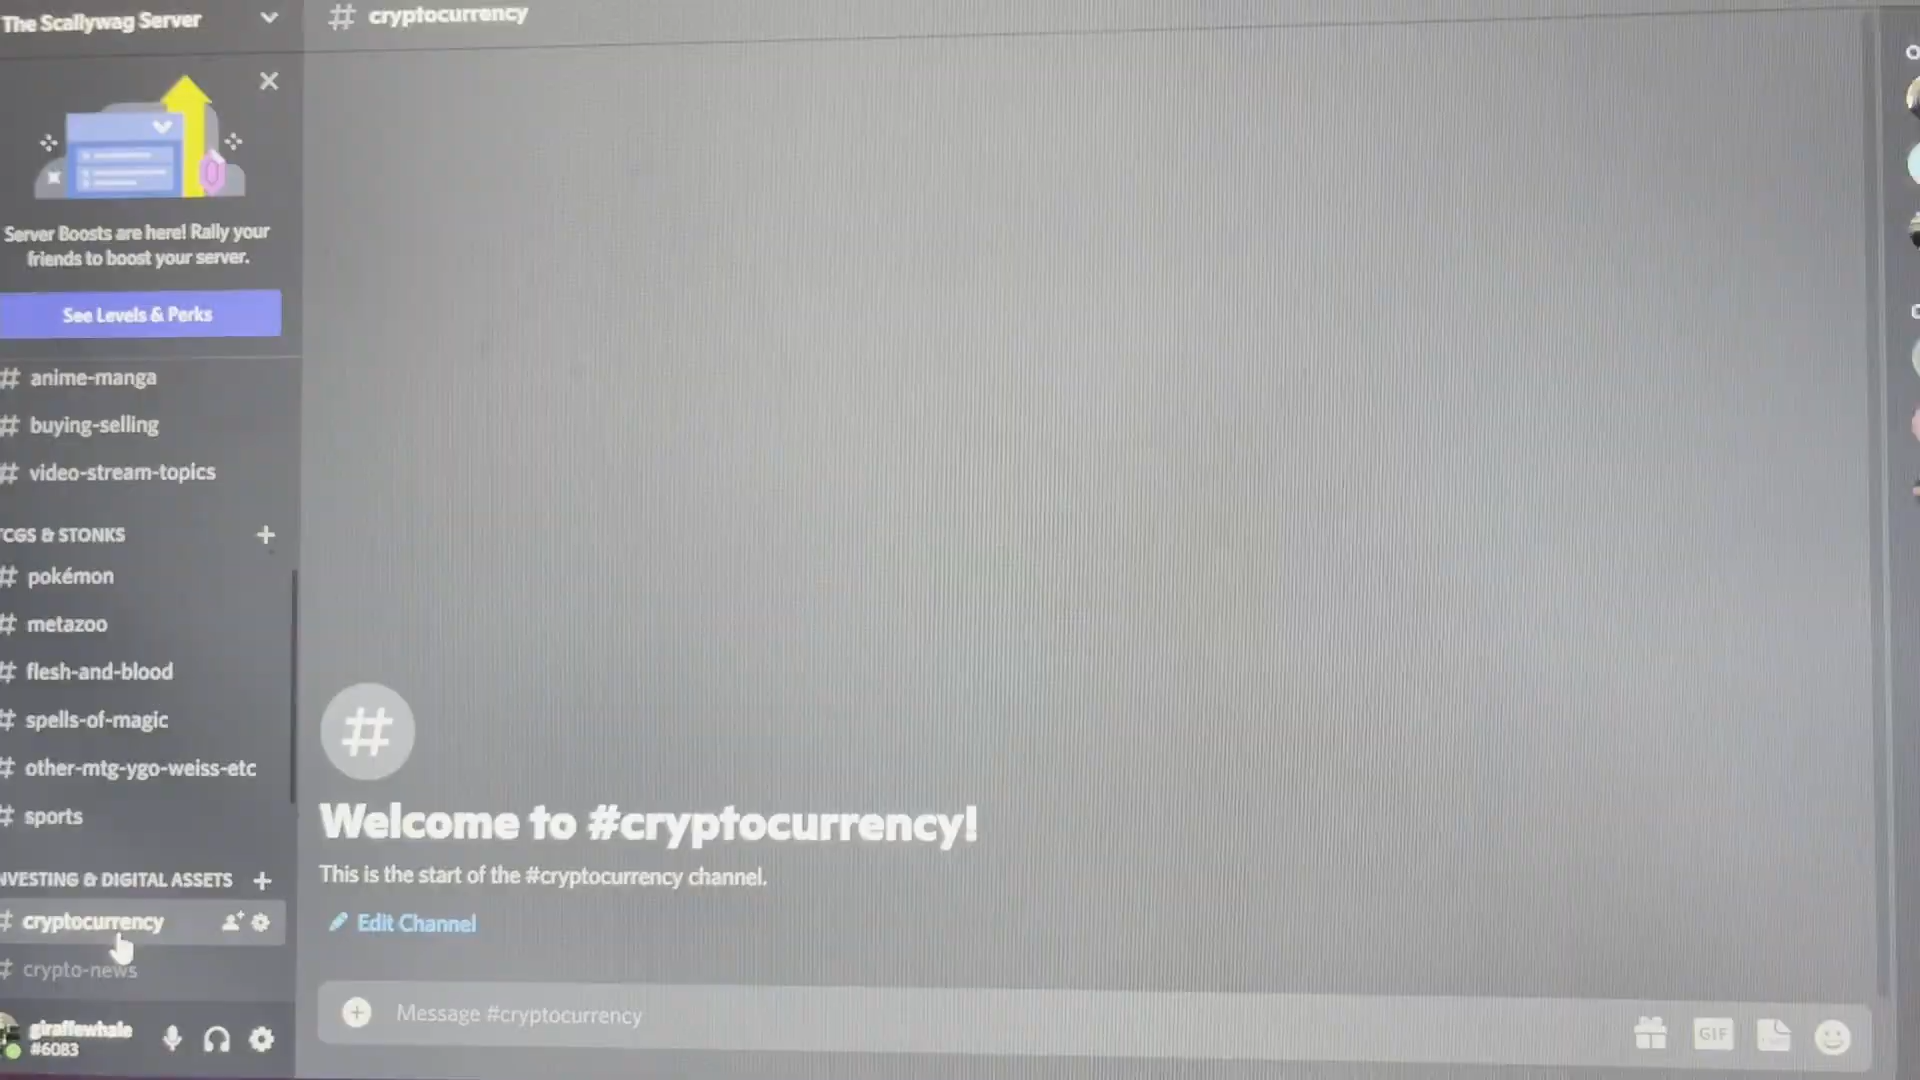 The Scallywag Server
# cryptocurrency
Server Boosts are here! Rally your
friends to boost your server.
See Levels & Perks
# anime-manga
# buying-selling
# video-stream-topics
CGS & STONKS
# pokémon
# metazoo
# flesh-and-blood
# spells-of-magic
# other-mtg-ygo-weiss-etc
# sports
NVESTING & DIGITAL ASSETS
# cryptocurrency
# crypto-news
giraffewhale
#6083
#
Welcome to #cryptocurrency!
This is the start of the #cryptocurrency channel.
Edit Channel
Message #cryptocurrency
GIF